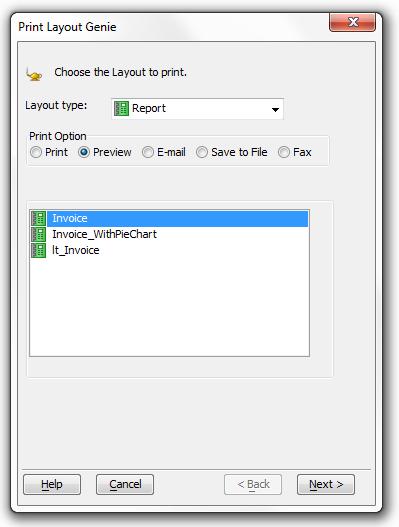 Print Layout Genie
Choose the Layout to print.
Layout type: Report
Print Option
Print Preview E-mail Save to File Fax
Invoice
Invoice_WithPieChart
lt_Invoice
Help Cancel < Back Next >